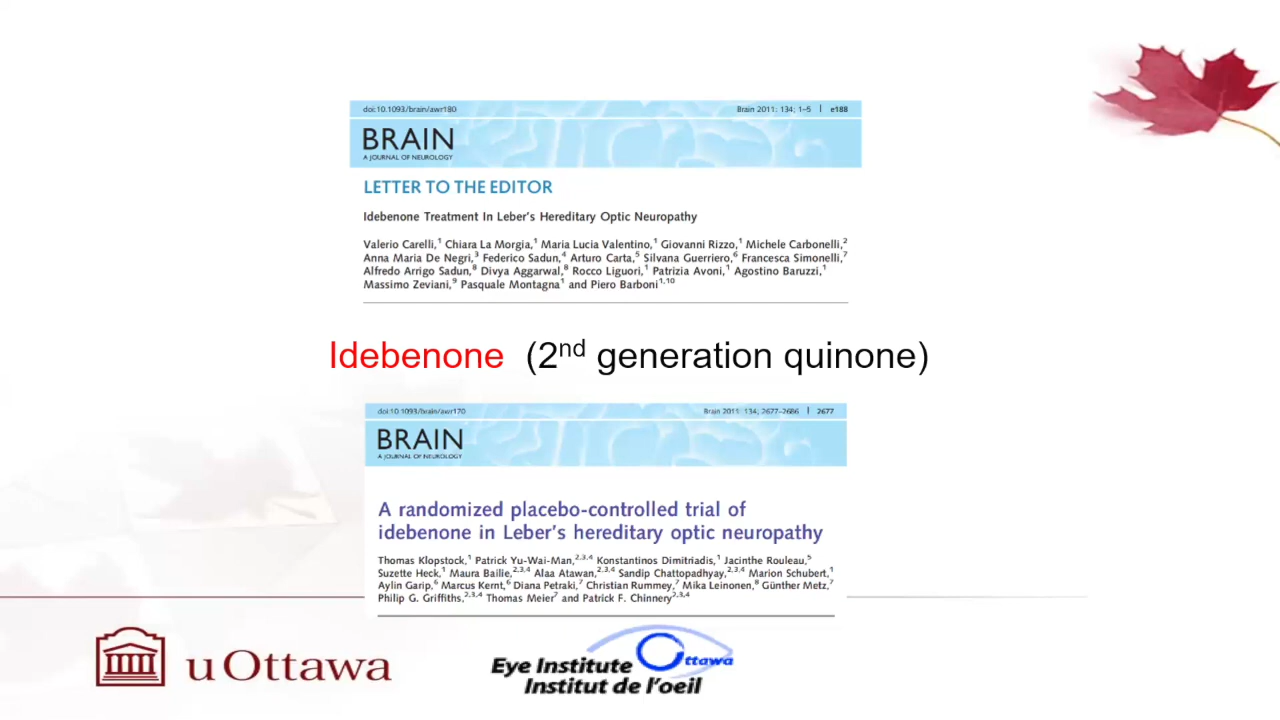 doi:10.1093/brain/awr180 Brain 2011: 134; 1–5 | e188
BRAIN
A JOURNAL OF NEUROLOGY
LETTER TO THE EDITOR
Idebenone Treatment In Leber's Hereditary Optic Neuropathy
Valerio Carelli,1 Chiara La Morgia,1 Maria Lucia Valentino,1 Giovanni Rizzo,1 Michele Carbonelli,2
Anna Maria De Negri,3 Federico Sadun,4 Arturo Carta,5 Silvana Guerriero,6 Francesca Simonelli,7
Alfredo Arrigo Sadun,8 Divya Aggarwal,8 Rocco Liguori,1 Patrizia Avoni,1 Agostino Baruzzi,1
Massimo Zeviani,9 Pasquale Montagna1 and Piero Barboni1,10
Idebenone (2nd generation quinone)
doi:10.1093/brain/awr170 Brain 2011: 134; 2677–2686 | 2677
BRAIN
A JOURNAL OF NEUROLOGY
A randomized placebo-controlled trial of
idebenone in Leber's hereditary optic neuropathy
Thomas Klopstock,1 Patrick Yu-Wai-Man,2,3,4 Konstantinos Dimitriadis,1 Jacinthe Rouleau,5
Suzette Heck,1 Maura Bailie,2,3,4 Alaa Atawan,2,3,4 Sandip Chattopadhyay,2,3,4 Marion Schubert,1
Aylin Garip,6 Marcus Kernt,6 Diana Petraki,7 Christian Rummey,7 Mika Leinonen,8 Günther Metz,7
Philip G. Griffiths,2,3,4 Thomas Meier7 and Patrick F. Chinnery2,3,4
uOttawa
Eye Institute Ottawa
Institut de l'oeil